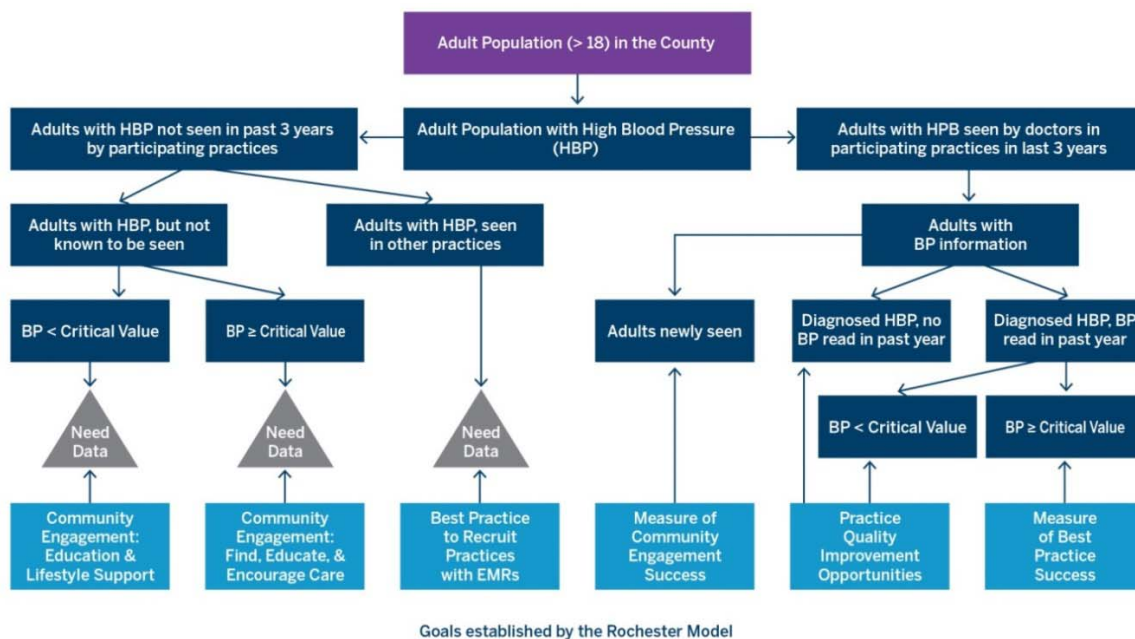 Adult Population (> 18) in the County
Adults with HBP not seen in past 3 years
by participating practices
Adult Population with High Blood Pressure
(HBP)
Adults with HPB seen by doctors in
participating practices in last 3 years
Adults with HBP, but not
known to be seen
Adults with HBP, seen
in other practices
Adults with
BP information
BP < Critical Value
BP ≥ Critical Value
Adults newly seen
Diagnosed HBP, no
BP read in past year
Diagnosed HBP, BP
read in past year
BP < Critical Value
BP ≥ Critical Value
Need
Data
Need
Data
Need
Data
Community
Engagement:
Education &
Lifestyle Support
Community
Engagement:
Find, Educate, &
Encourage Care
Best Practice
to Recruit
Practices
with EMRs
Measure of
Community
Engagement
Success
Practice
Quality
Improvement
Opportunities
Measure
of Best
Practice
Success
Goals established by the Rochester Model